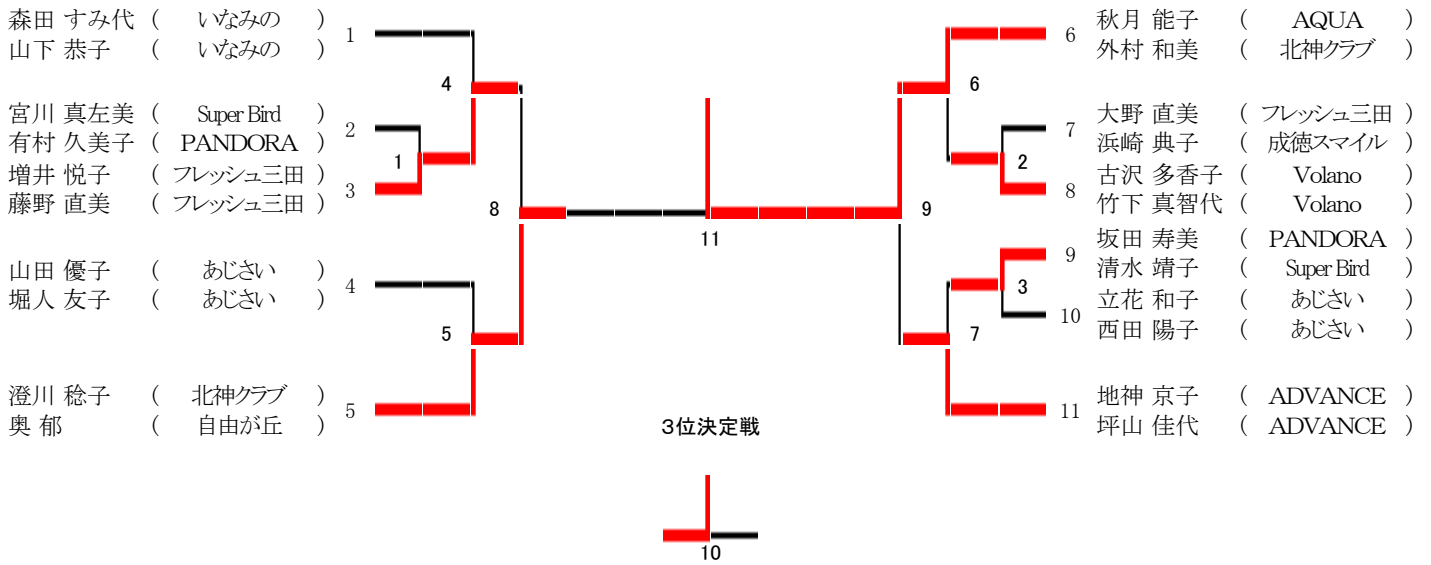 森田 すみ代 ( いなみの ) 1
山下 恭子 ( いなみの )
4
宮川 真左美 ( Super Bird ) 2
有村 久美子 ( PANDORA )
1
増井 悦子 ( フレッシュ三田 ) 3
藤野 直美 ( フレッシュ三田 )
8
山田 優子 ( あじさい ) 4
堀人 友子 ( あじさい )
5
澄川 稔子 ( 北神クラブ ) 5
奥 郁 ( 自由が丘 )
11
3位決定戦
10
6 秋月 能子 ( AQUA )
外村 和美 ( 北神クラブ )
6
7 大野 直美 ( フレッシュ三田 )
浜崎 典子 ( 成徳スマイル )
2
8 古沢 多香子 ( Volano )
竹下 真智代 ( Volano )
9
9 坂田 寿美 ( PANDORA )
清水 靖子 ( Super Bird )
3
10 立花 和子 ( あじさい )
西田 陽子 ( あじさい )
7
11 地神 京子 ( ADVANCE )
坪山 佳代 ( ADVANCE )